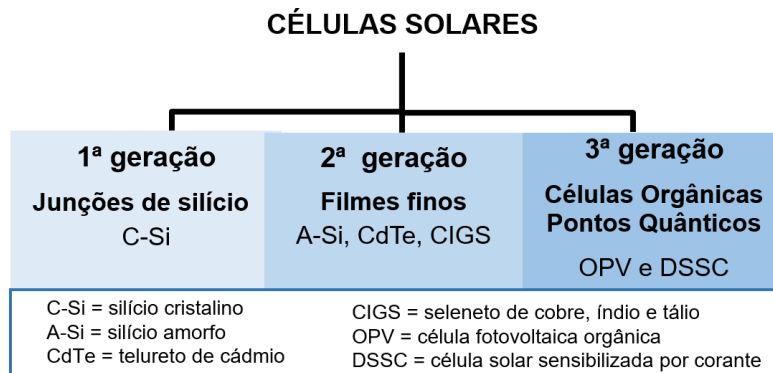 CÉLULAS SOLARES
1ª geração
Junções de silício
C-Si
2ª geração
Filmes finos
A-Si, CdTe, CIGS
3ª geração
Células Orgânicas
Pontos Quânticos
OPV e DSSC
C-Si = silício cristalino
A-Si = silício amorfo
CdTe = telureto de cádmio
CIGS = seleneto de cobre, índio e tálio
OPV = célula fotovoltaica orgânica
DSSC = célula solar sensibilizada por corante